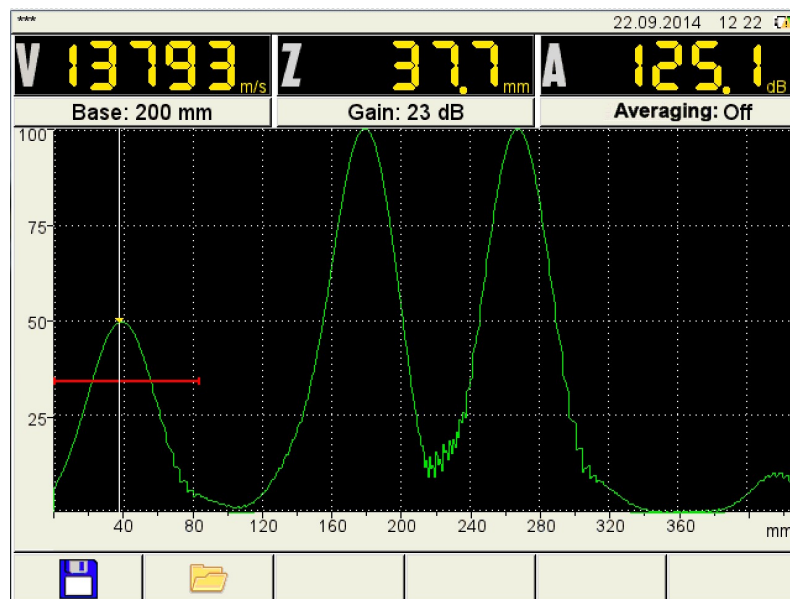 ***
22.09.2014 12 22
V 13793 m/s Z 37.7 mm A 125.1 dB
Base: 200 mm Gain: 23 dB Averaging: Off
100
75
50
25
40 80 120 160 200 240 280 320 360 mm